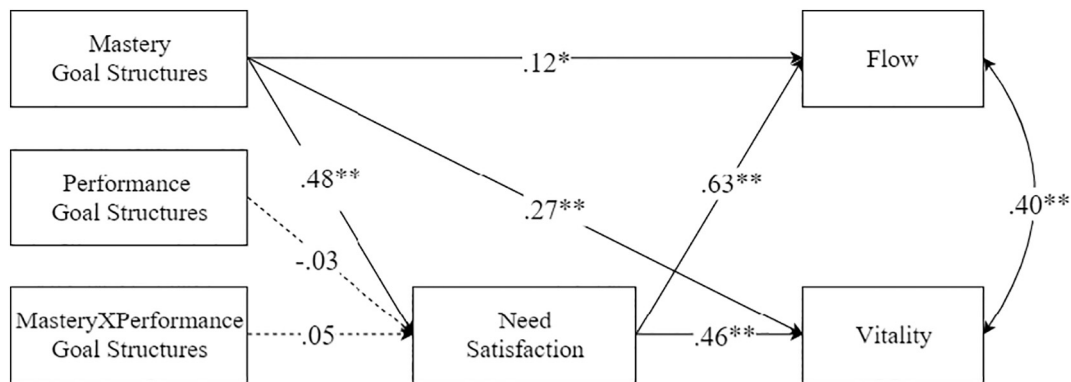 Mastery
Goal Structures
.12*
Flow
Performance
Goal Structures
.48**
.27**
.63**
.40**
-.03
MasteryXPerformance
Goal Structures
.05
Need
Satisfaction
.46**
Vitality